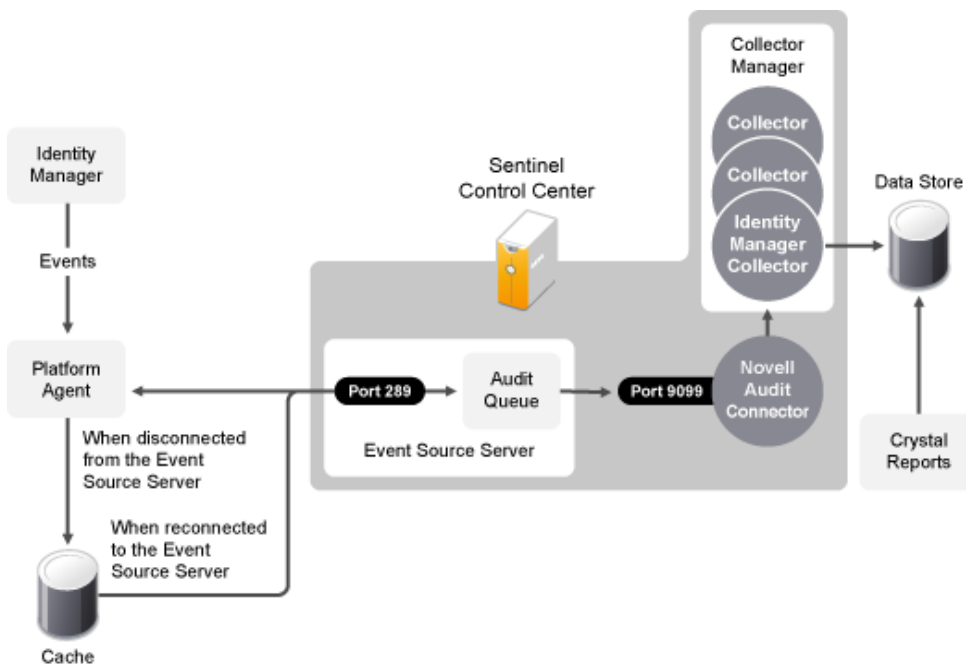 Collector
Manager
Collector
Collector
Identity
Manager
Collector
Identity
Manager
Sentinel
Control Center
Data Store
Events
Platform
Agent
Port 289
Audit
Queue
Port 9099
Novell
Audit
Connector
Event Source Server
Crystal
Reports
When disconnected
from the Event
Source Server
When reconnected
to the Event
Source Server
Cache